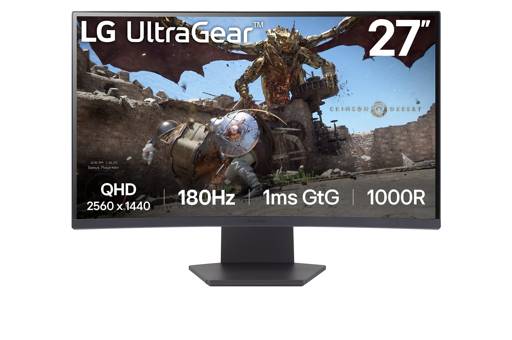 LG UltraGear™ 27"
CRIMSON DESERT
QHD
2560 x 1440
180Hz
1ms GtG
1000R